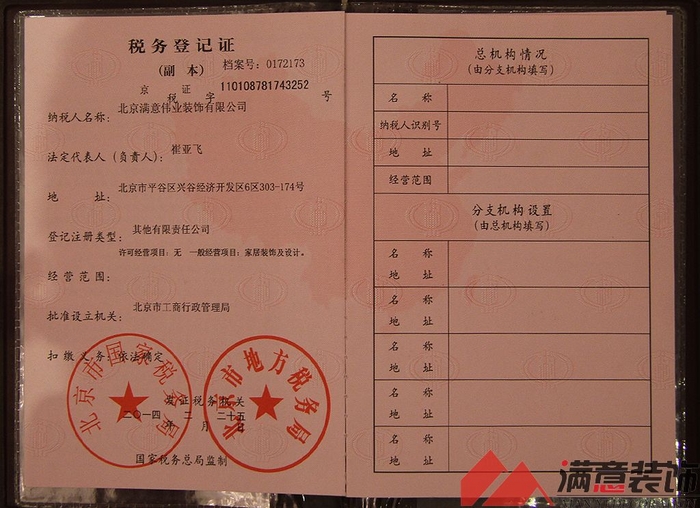 税务登记证
(副 本)
档案号: 0172173
京 税 证 字 110108781743252 号
纳税人名称: 北京满意伟业装饰有限公司
法定代表人 (负责人): 崔亚飞
地 址: 北京市平谷区兴谷经济开发区6区303-174号
登记注册类型: 其他有限责任公司
许可经营项目: 无 一般经营项目: 家居装饰及设计。
经营范围:
批准设立机关: 北京市工商行政管理局
扣缴义务: 依法确定
北京市国家税务局
北京市地方税务局
发证税务机关
二〇一四 年 二 月 二十五 日
国家税务总局监制
总机构情况
(由分支机构填写)
名 称
纳税人识别号
地 址
经营范围
分支机构设置
(由总机构填写)
名 称
地 址
名 称
地 址
名 称
地 址
名 称
地 址
名 称
地 址
满意装饰